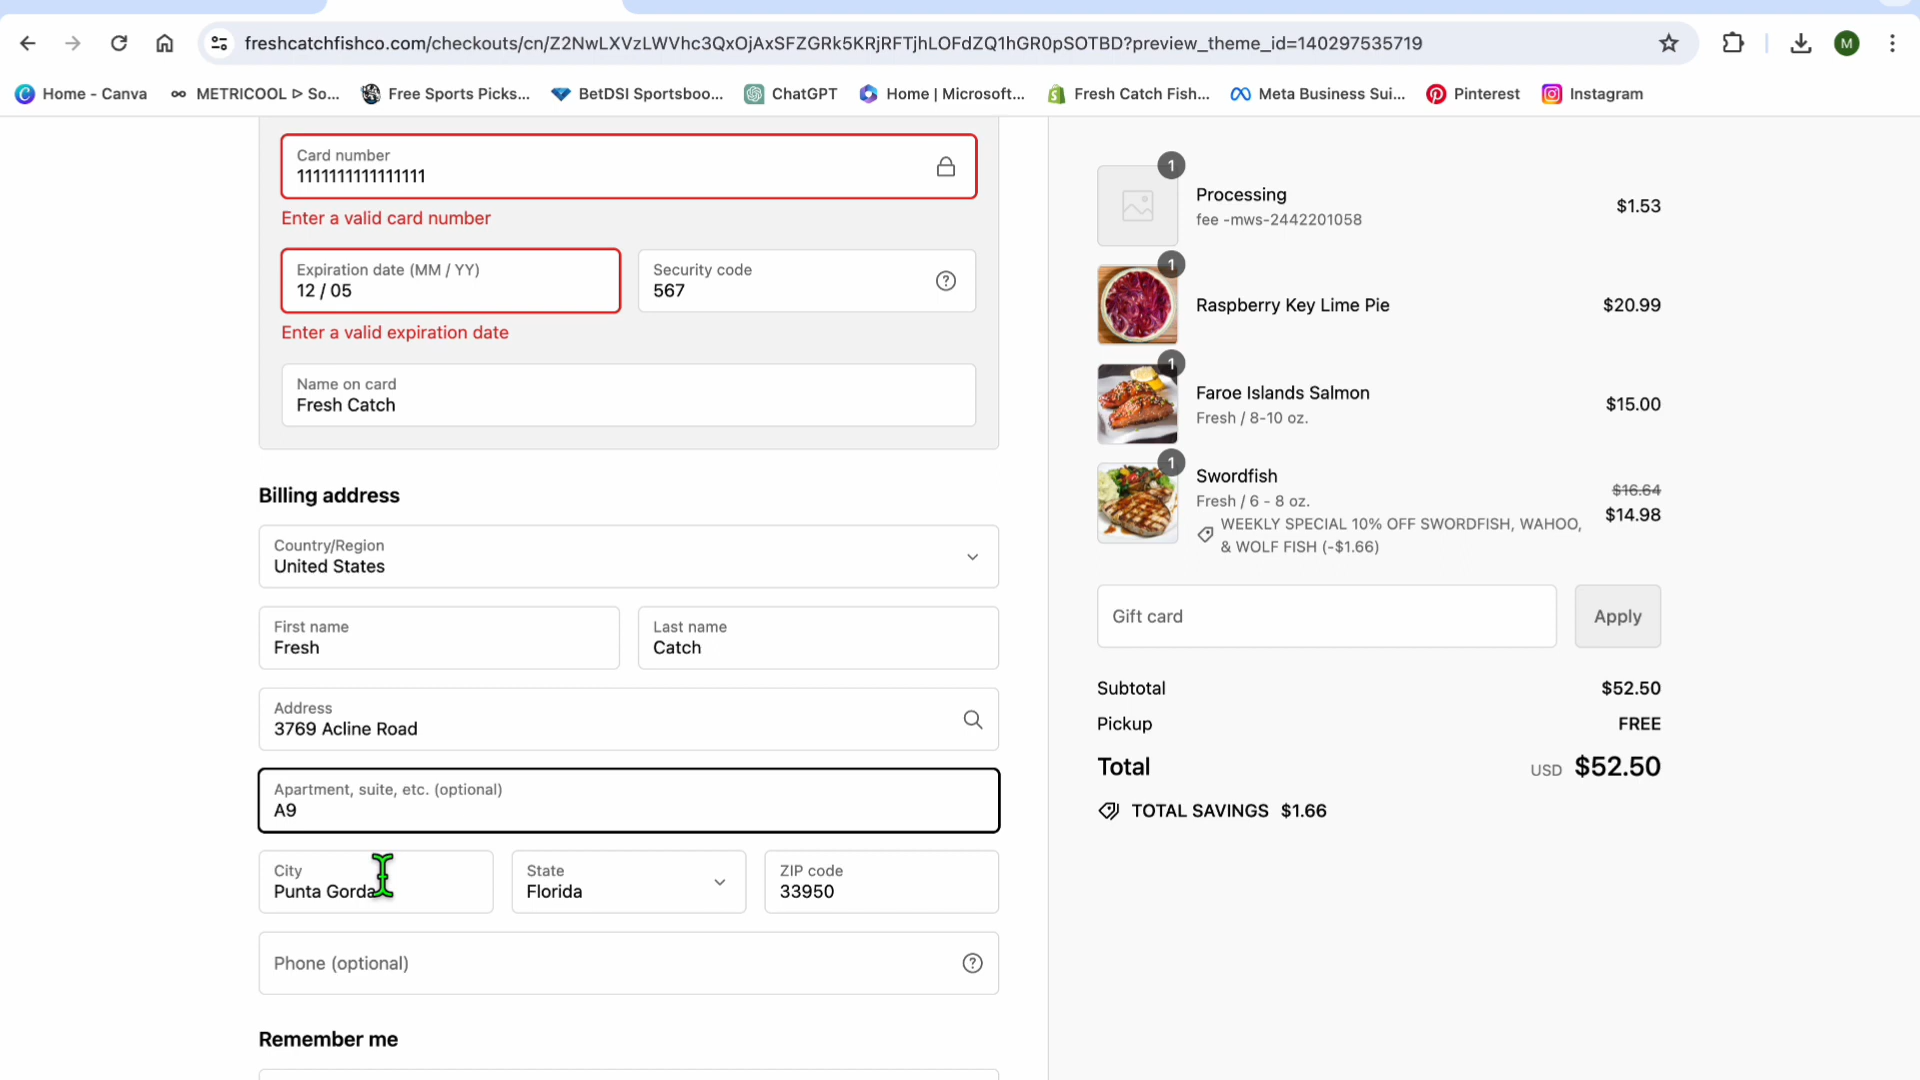 freshcatchfishco.com/checkouts/cn/Z2NwLXVzLWVhc3QxOjAxSFZGRk5KRjRFTjhLOFdZQ1hGR0pSOTBD?preview_theme_id=140297535719
M
Home - Canva
METRICOOL ᐅ So...
Free Sports Picks...
BetDSI Sportsboo...
ChatGPT
Home | Microsoft...
Fresh Catch Fish...
Meta Business Sui...
Pinterest
Instagram
Card number
1111111111111111
Enter a valid card number
Expiration date (MM / YY)
12 / 05
Security code
567
Enter a valid expiration date
Name on card
Fresh Catch
Billing address
Country/Region
United States
First name
Fresh
Last name
Catch
Address
3769 Acline Road
Apartment, suite, etc. (optional)
A9
City
Punta Gorda
State
Florida
ZIP code
33950
Phone (optional)
Remember me
1
Processing
fee -mws-2442201058
$1.53
1
Raspberry Key Lime Pie
$20.99
1
Faroe Islands Salmon
Fresh / 8-10 oz.
$15.00
1
Swordfish
Fresh / 6 - 8 oz.
WEEKLY SPECIAL 10% OFF SWORDFISH, WAHOO,
& WOLF FISH (-$1.66)
$16.64
$14.98
Gift card
Apply
Subtotal
$52.50
Pickup
FREE
Total
USD $52.50
TOTAL SAVINGS $1.66